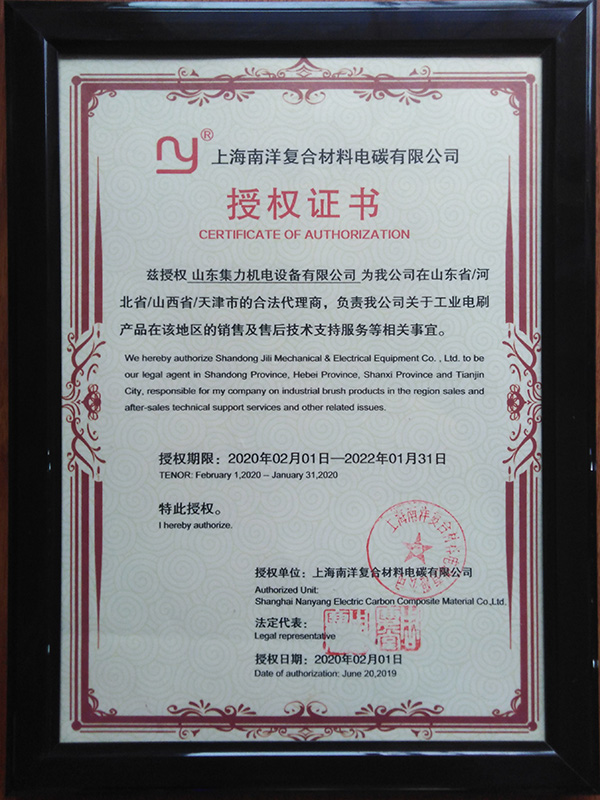 ny®
上海南洋复合材料电碳有限公司
授权证书
CERTIFICATE OF AUTHORIZATION
兹授权 山东集力机电设备有限公司 为我公司在山东省/河
北省/山西省/天津市的合法代理商，负责我公司关于工业电刷
产品在该地区的销售及售后技术支持服务等相关事宜。
We hereby authorize Shandong Jili Mechanical & Electrical Equipment Co. , Ltd. to be
our legal agent in Shandong Province, Hebei Province, Shanxi Province and Tianjin
City, responsible for my company on industrial brush products in the region sales and
after-sales technical support services and other related issues.
授权期限：2020年02月01日—2022年01月31日
TENOR: February 1,2020 – January 31,2020
特此授权。
I hereby authorize.
授权单位：上海南洋复合材料电碳有限公司
Authorized Unit:
Shanghai Nanyang Electric Carbon Composite Material Co.,Ltd.
法定代表：
Legal representative
授权日期：2020年02月01日
Date of authorization: June 20,2019